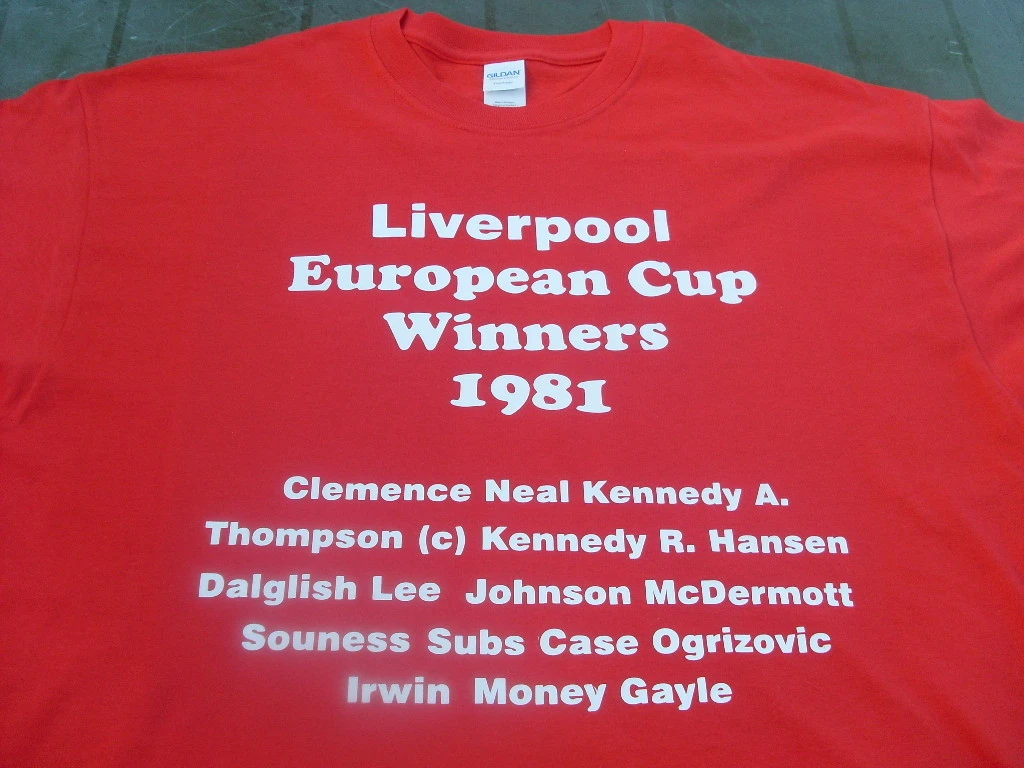 GILDAN
Liverpool
European Cup
Winners
1981
Clemence Neal Kennedy A.
Thompson (c) Kennedy R. Hansen
Dalglish Lee Johnson McDermott
Souness Subs Case Ogrizovic
Irwin Money Gayle